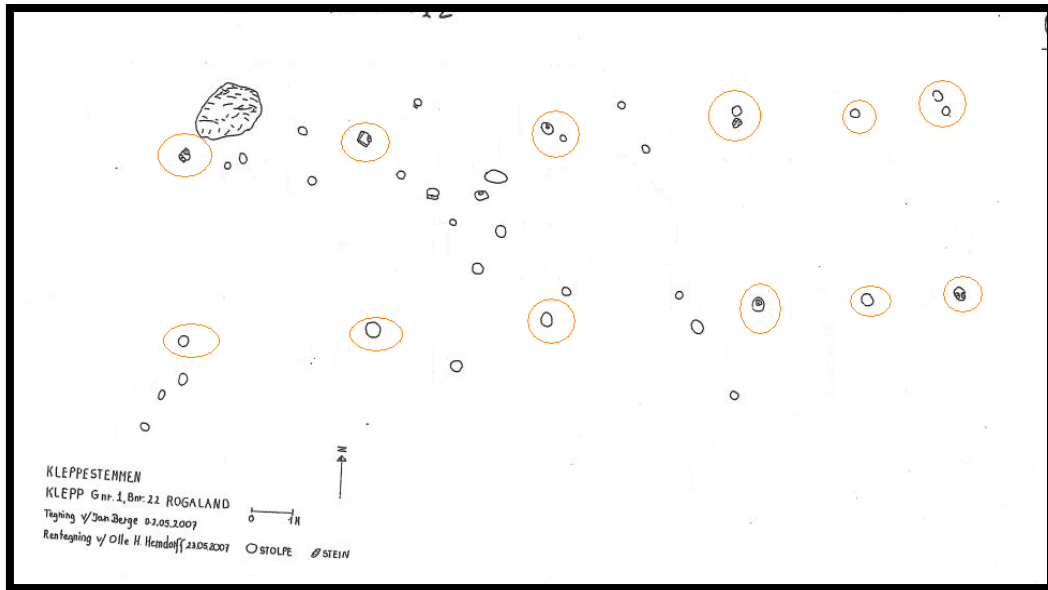 N
KLEPPESTEMMEN
KLEPP Gnr. 1, Bnr. 22 ROGALAND
0 1M
Tegning v/ Jan Berge 02.05.2007
Rentegning v/ Olle H. Hemdorff 23.05.2007
STOLPE STEIN